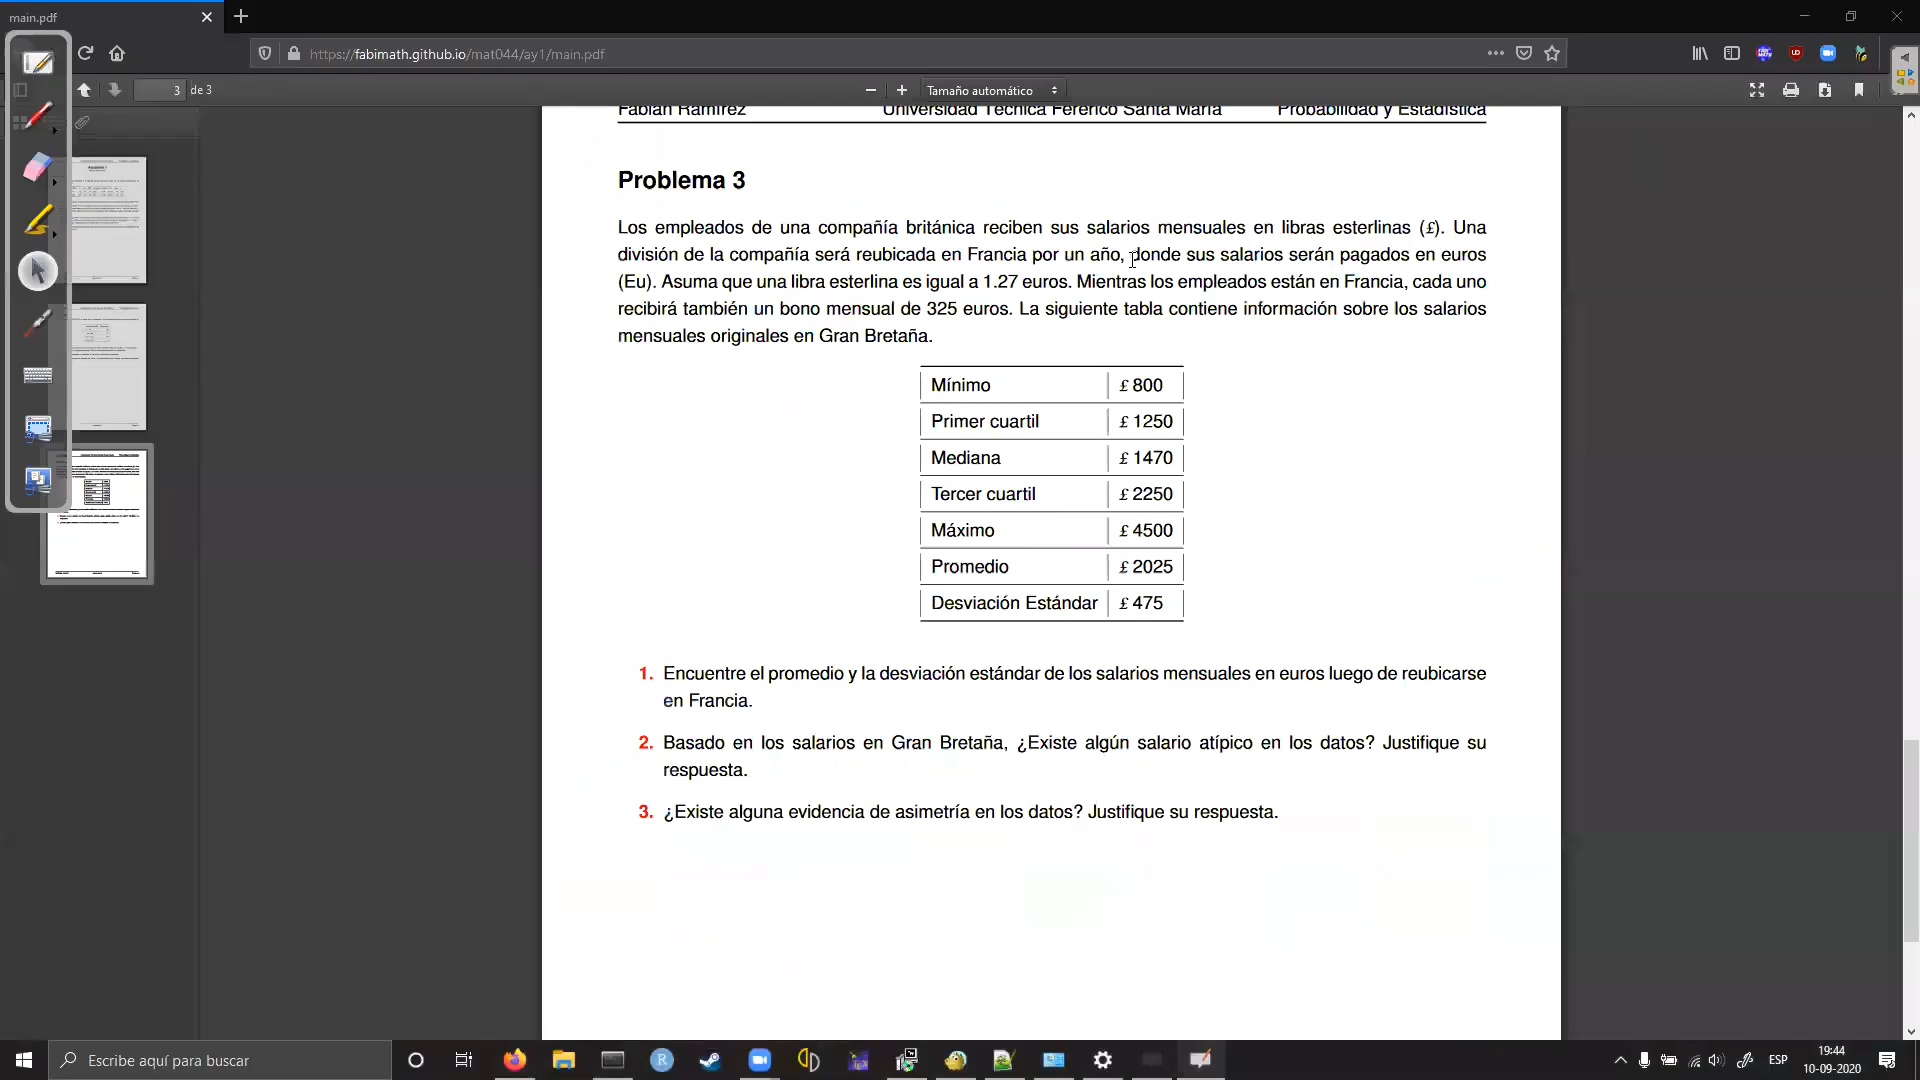 main.pdf
https://fabimath.github.io/mat044/ay1/main.pdf
3 de 3
Tamaño automático
Fabián Ramírez Universidad Técnica Fererico Santa María Probabilidad y Estadística
Problema 3
Los empleados de una compañía británica reciben sus salarios mensuales en libras esterlinas (£). Una
división de la compañía será reubicada en Francia por un año, donde sus salarios serán pagados en euros
(Eu). Asuma que una libra esterlina es igual a 1.27 euros. Mientras los empleados están en Francia, cada uno
recibirá también un bono mensual de 325 euros. La siguiente tabla contiene información sobre los salarios
mensuales originales en Gran Bretaña.
Mínimo £ 800
Primer cuartil £ 1250
Mediana £ 1470
Tercer cuartil £ 2250
Máximo £ 4500
Promedio £ 2025
Desviación Estándar £ 475
1. Encuentre el promedio y la desviación estándar de los salarios mensuales en euros luego de reubicarse
en Francia.
2. Basado en los salarios en Gran Bretaña, ¿Existe algún salario atípico en los datos? Justifique su
respuesta.
3. ¿Existe alguna evidencia de asimetría en los datos? Justifique su respuesta.
Escribe aquí para buscar
ESP
19:44
10-09-2020